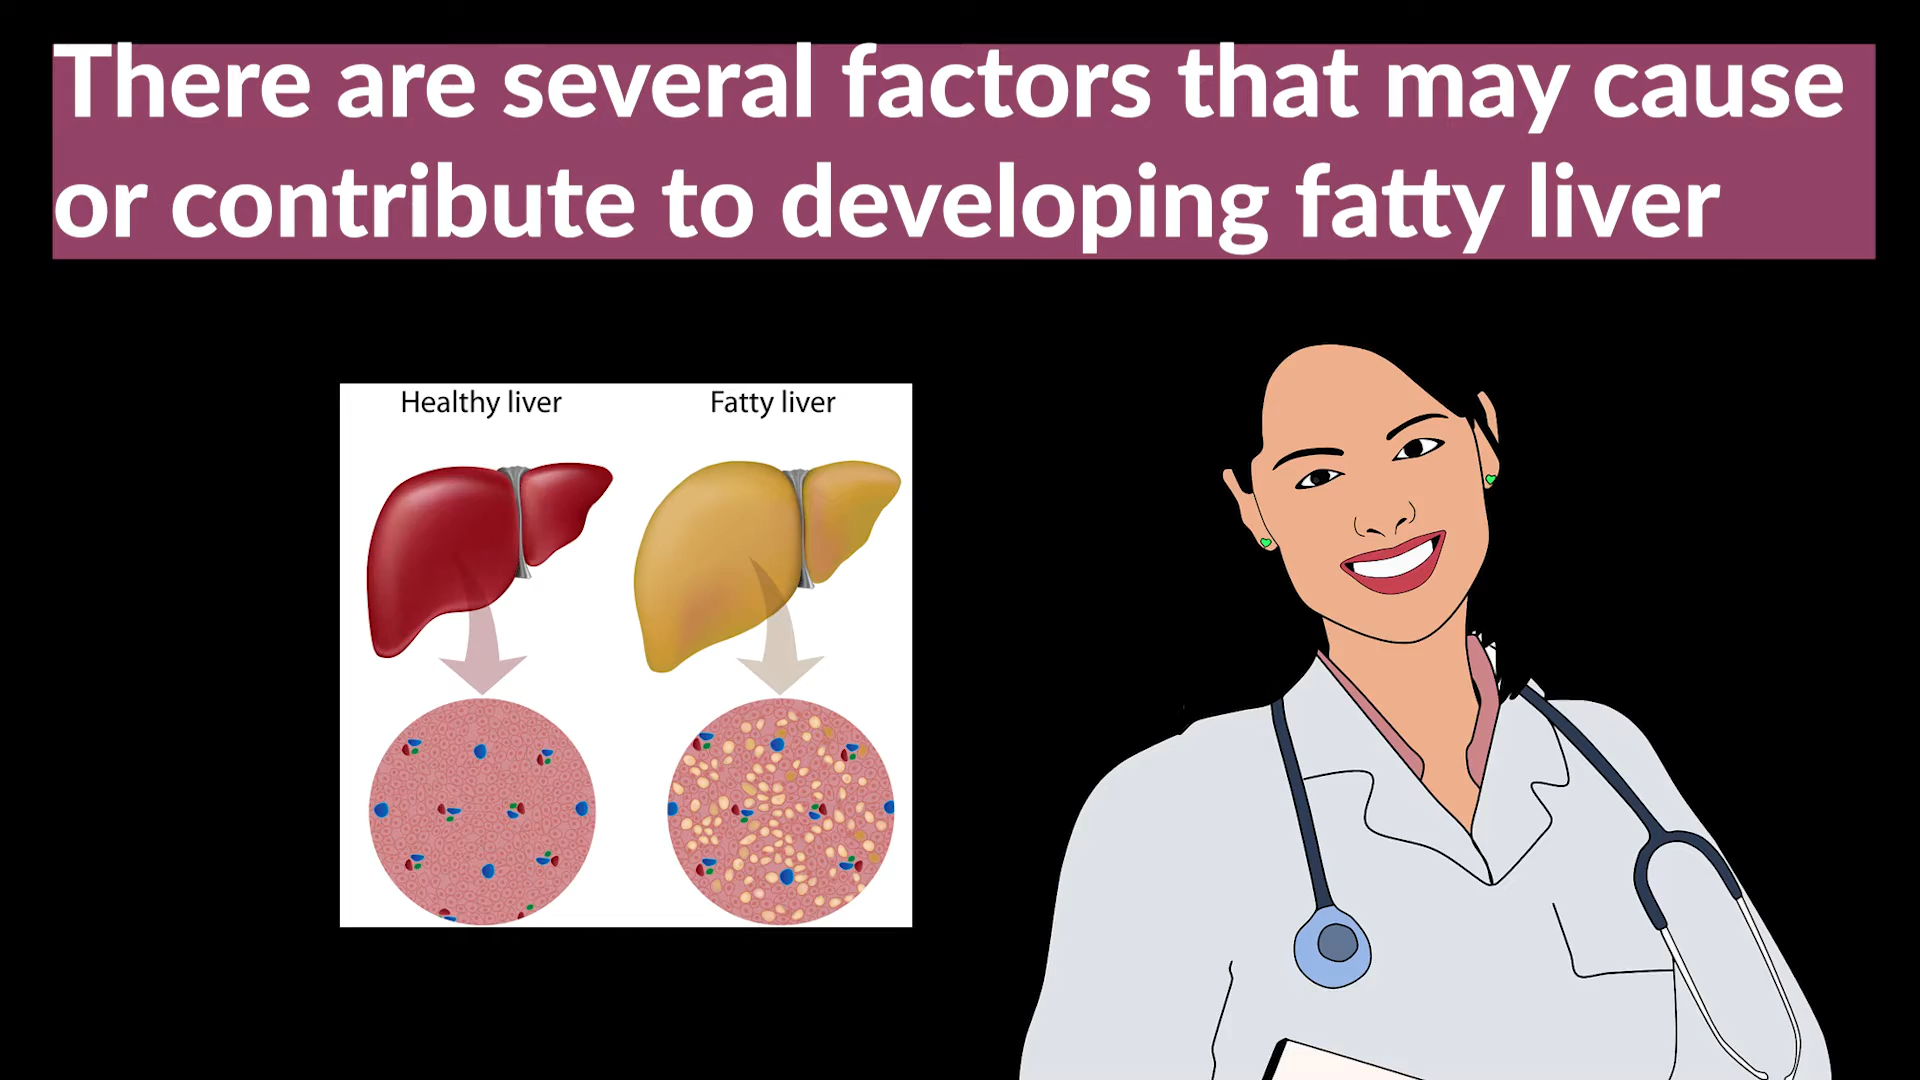 There are several factors that may cause
or contribute to developing fatty liver
Healthy liver
Fatty liver